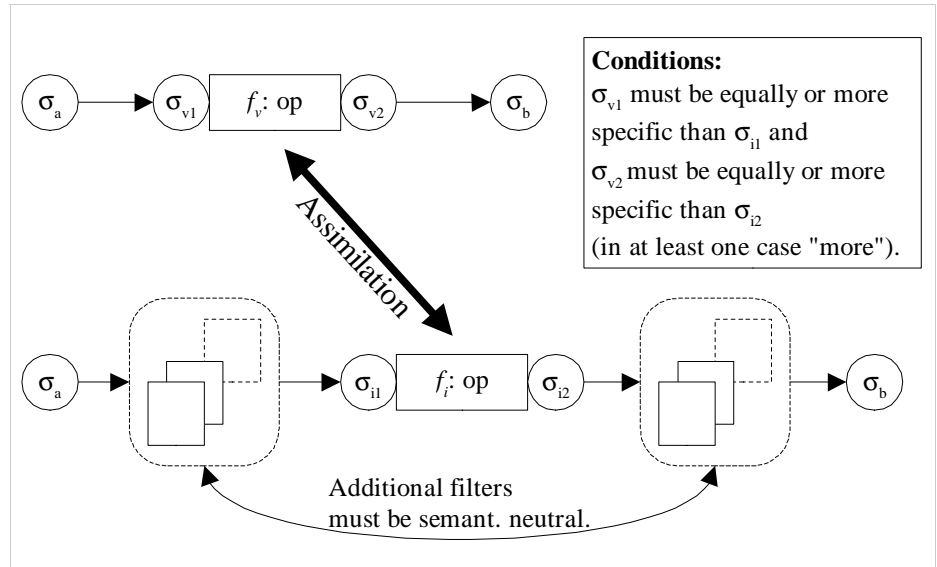 σa σv1 fv: op σv2 σb
Conditions:
σv1 must be equally or more
specific than σi1 and
σv2 must be equally or more
specific than σi2
(in at least one case "more").
Assimilation
σa σi1 fi: op σi2 σb
Additional filters
must be semant. neutral.